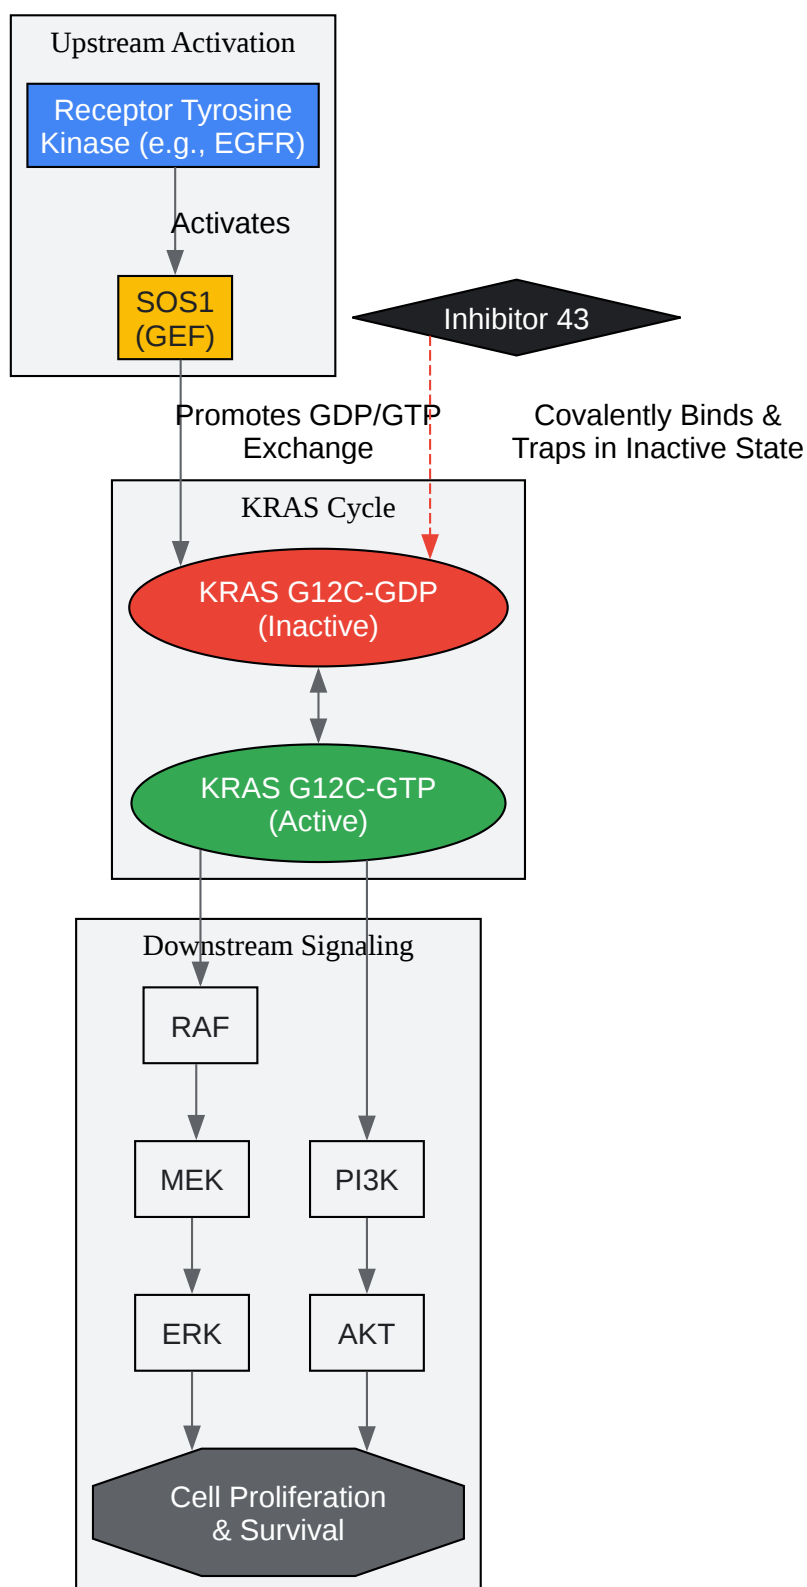 Upstream Activation
Receptor Tyrosine
Kinase (e.g., EGFR)
Activates
SOS1
(GEF)
Inhibitor 43
Promotes GDP/GTP
Exchange
Covalently Binds &
Traps in Inactive State
KRAS Cycle
KRAS G12C-GDP
(Inactive)
KRAS G12C-GTP
(Active)
Downstream Signaling
RAF
MEK
PI3K
ERK
AKT
Cell Proliferation
& Survival